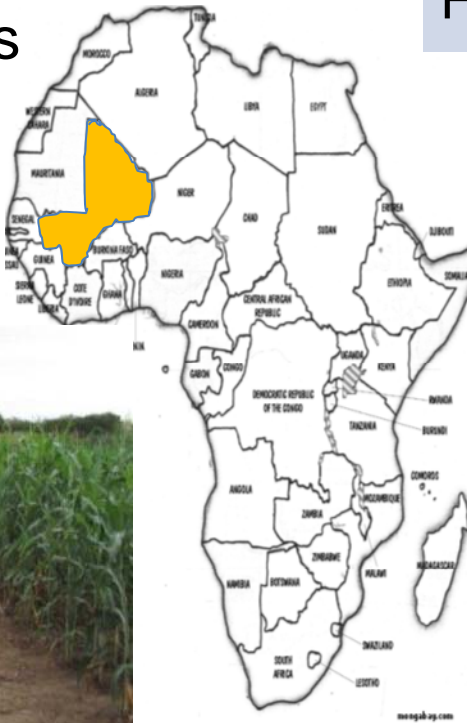 s
TUNISIA
MOROCCO
ALGERIA
LIBYA
EGYPT
WESTERN
SAHARA
MAURITANIA
NIGER
CHAD
SUDAN
ERITREA
DJIBOUTI
SENEGAL
GUINEA
BURKINA FASO
SIERRA
LEONE
LIBERIA
COTE
D'IVOIRE
GHANA
NIGERIA
ETHIOPIA
SOMALIA
CENTRAL AFRICAN
REPUBLIC
CAMEROON
GABON
CONGO
UGANDA
KENYA
DEMOCRATIC REPUBLIC
OF THE CONGO
RWANDA
BURUNDI
TANZANIA
COMOROS
ANGOLA
ZAMBIA
MOZAMBIQUE
MALAWI
ZIMBABWE
MADAGASCAR
NAMIBIA
BOTSWANA
SWAZILAND
SOUTH
AFRICA
LESOTHO
mongabay.com